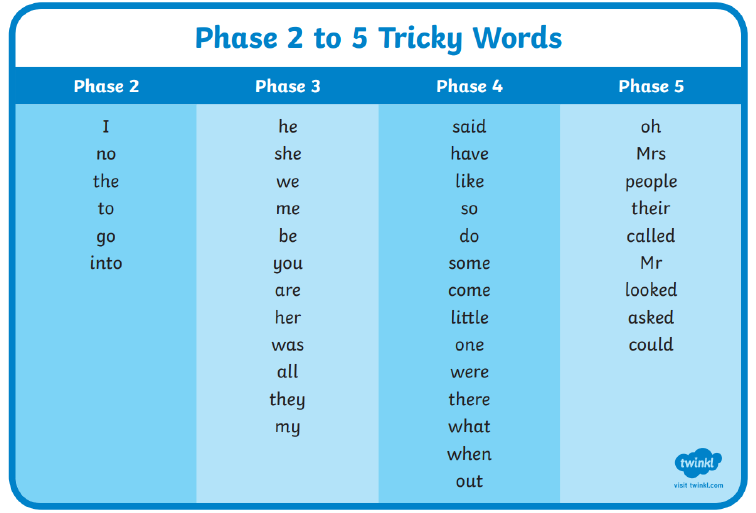 Phase 2 to 5 Tricky Words
Phase 2 Phase 3 Phase 4 Phase 5
I he said oh
no she have Mrs
the we like people
to me so their
go be do called
into you some Mr
are come looked
her little asked
was one could
all were
they there
my what
when
out
twinkl
visit twinkl.com